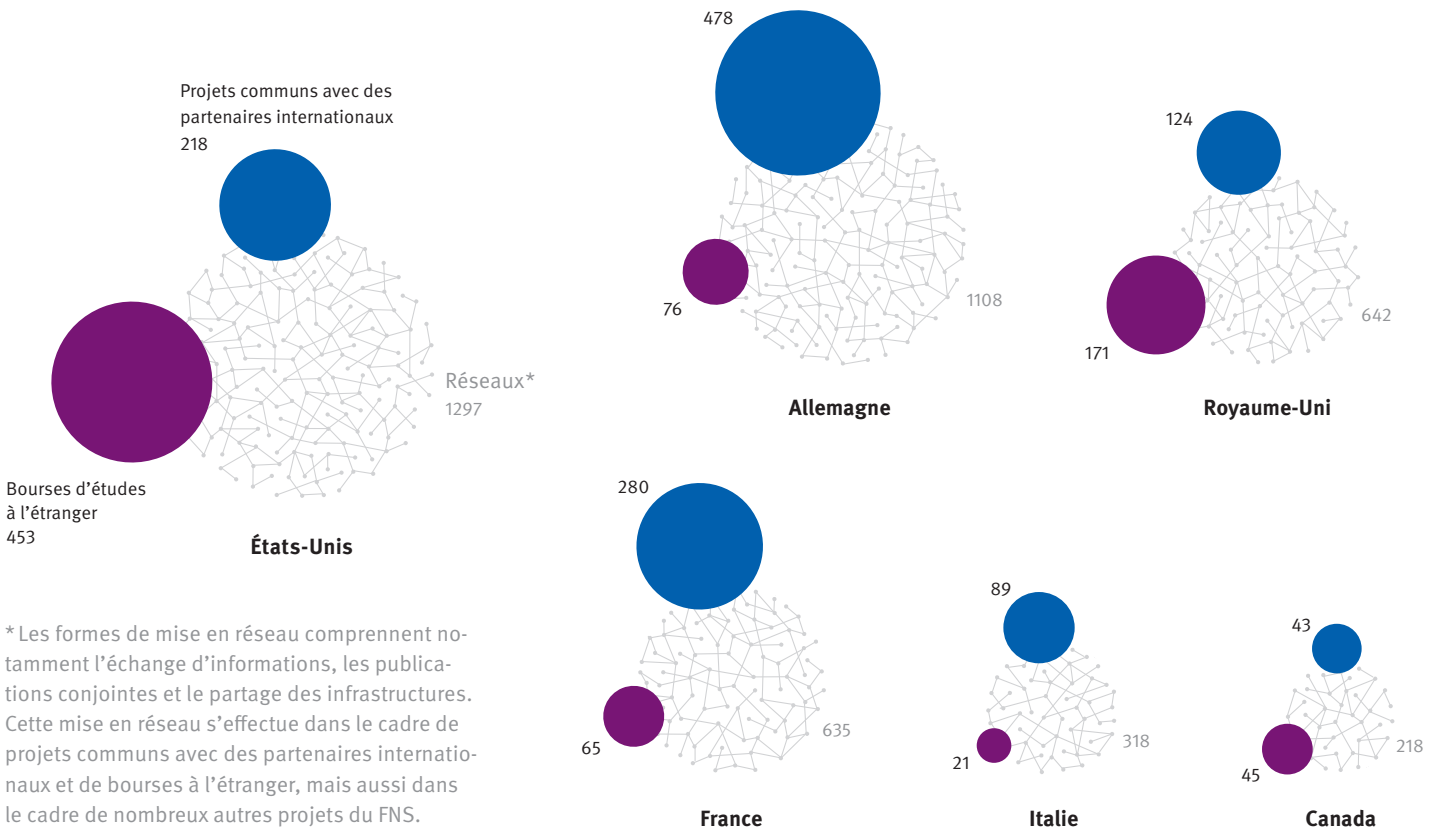 Projets communs avec des
partenaires internationaux
218
Réseaux*
1297
Bourses d’études
à l’étranger
453
États-Unis
478
76
1108
Allemagne
124
171
642
Royaume-Uni
280
65
635
France
89
21
318
Italie
43
45
218
Canada
* Les formes de mise en réseau comprennent no-
tamment l’échange d’informations, les publica-
tions conjointes et le partage des infrastructures.
Cette mise en réseau s’effectue dans le cadre de
projets communs avec des partenaires internatio-
naux et de bourses à l’étranger, mais aussi dans
le cadre de nombreux autres projets du FNS.